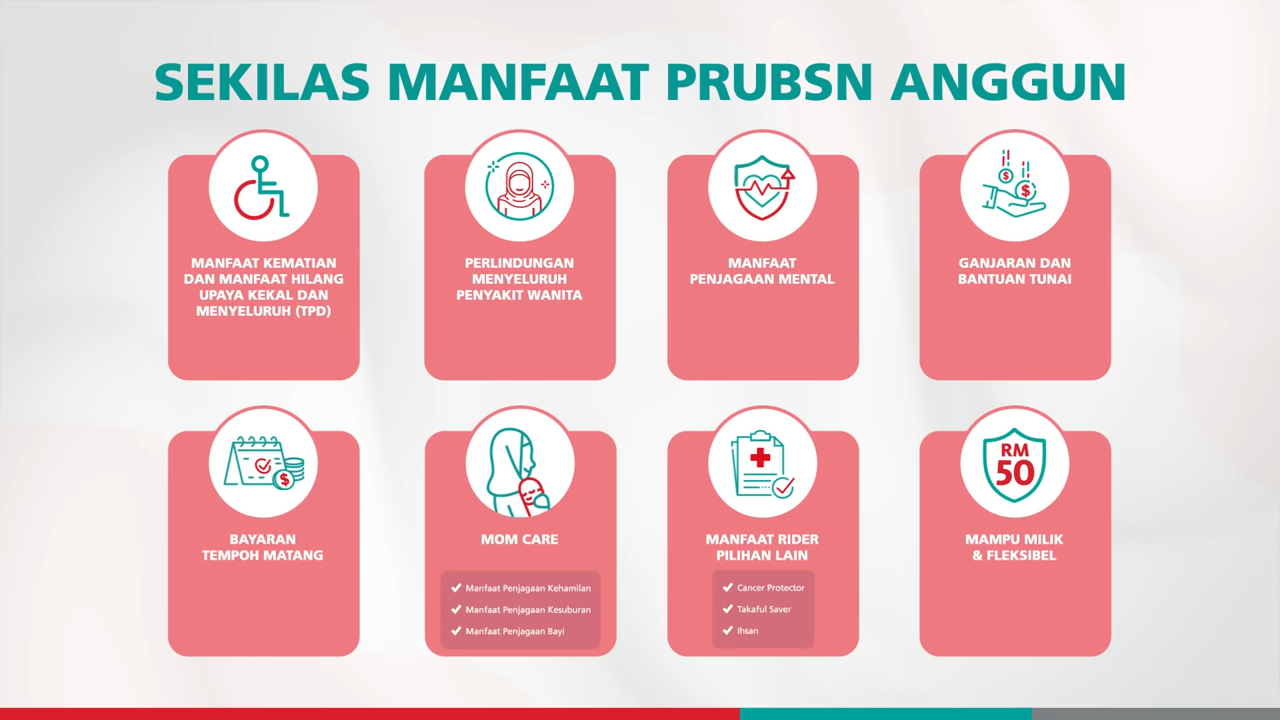 SEKILAS MANFAAT PRUBSN ANGGUN
MANFAAT KEMATIAN
DAN MANFAAT HILANG
UPAYA KEKAL DAN
MENYELURUH (TPD)
PERLINDUNGAN
MENYELURUH
PENYAKIT WANITA
MANFAAT
PENJAGAAN MENTAL
$
$
GANJARAN DAN
BANTUAN TUNAI
$
BAYARAN
TEMPOH MATANG
MOM CARE
Manfaat Penjagaan Kehamilan
Manfaat Penjagaan Kesuburan
Manfaat Penjagaan Bayi
MANFAAT RIDER
PILIHAN LAIN
Cancer Protector
Takaful Saver
Ihsan
RM
50
MAMPU MILIK
& FLEKSIBEL